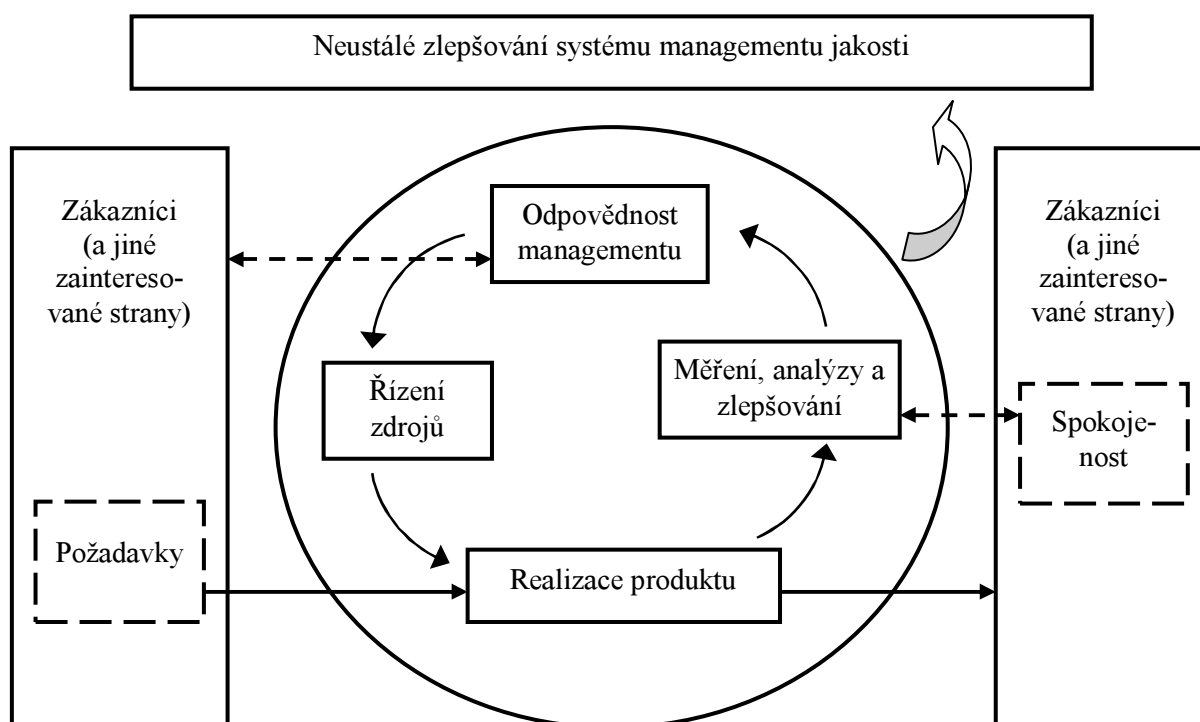 Neustálé zlepšování systému managementu jakosti
Zákazníci
(a jiné
zaintereso-
vané strany)
Požadavky
Odpovědnost
managementu
Řízení
zdrojů
Měření, analýzy a
zlepšování
Realizace produktu
Zákazníci
(a jiné
zaintereso-
vané strany)
Spokoje-
nost